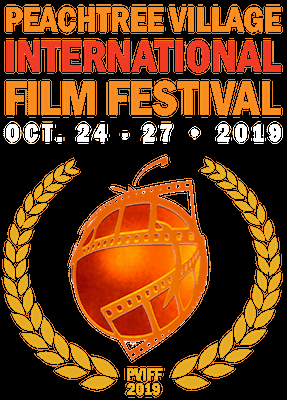 PEACHTREE VILLAGE
INTERNATIONAL
FILM FESTIVAL
OCT. 24 - 27 • 2019
PVIFF
2019